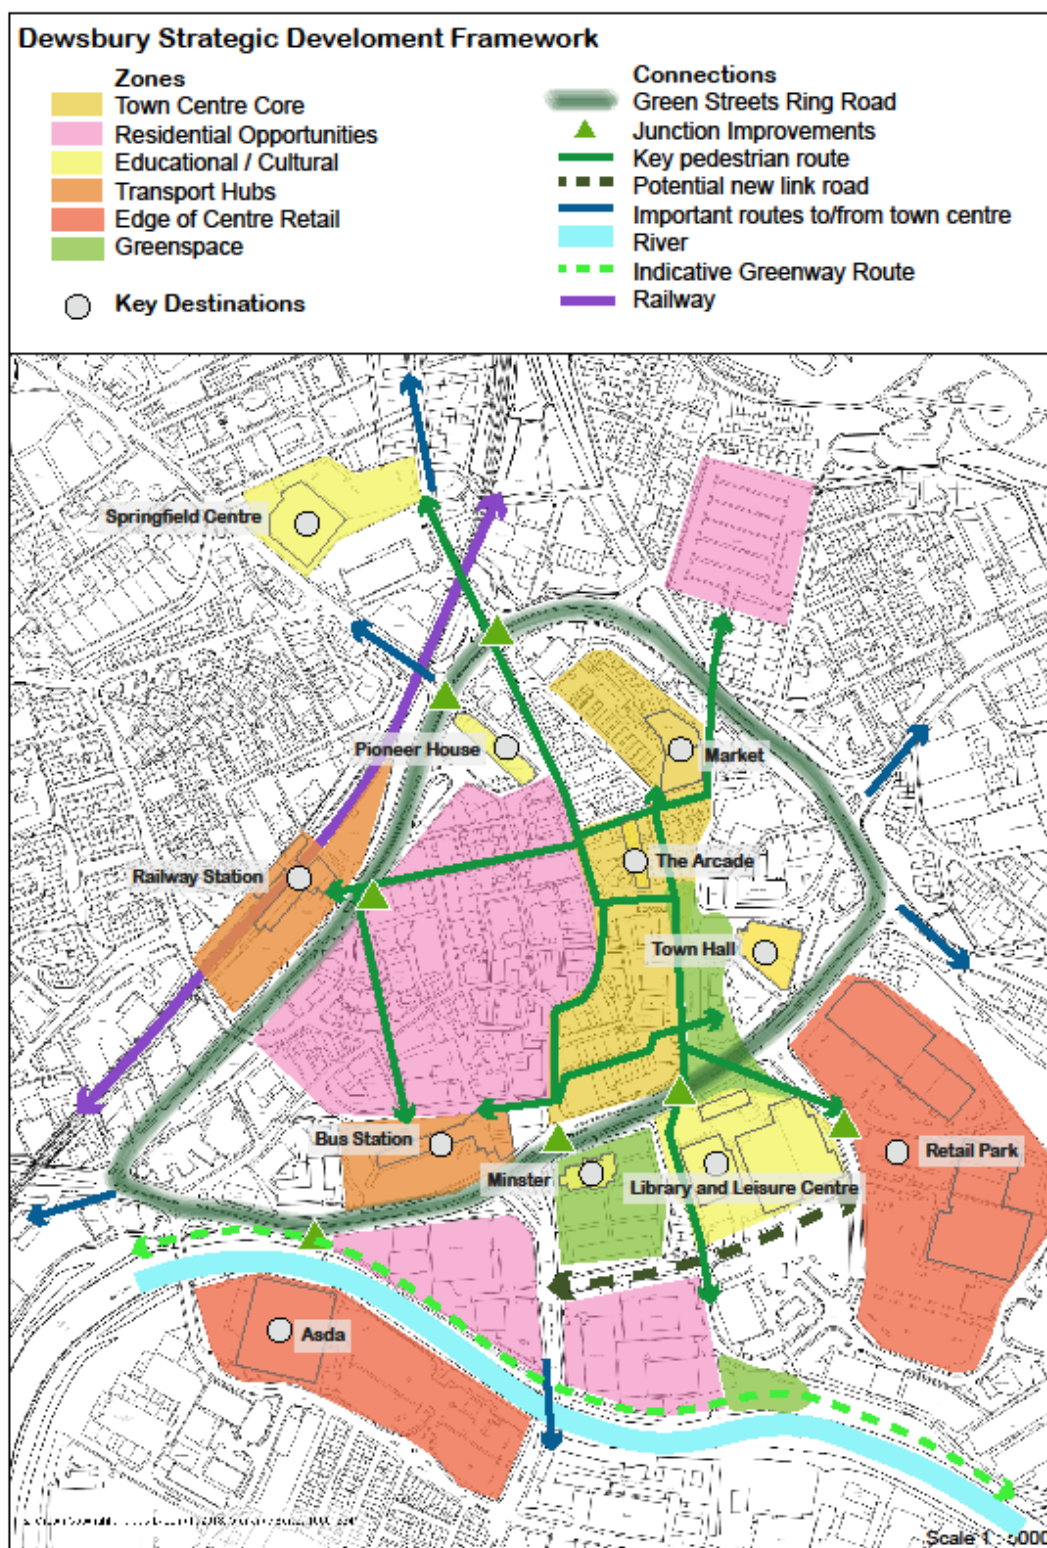 Dewsbury Strategic Develoment Framework
Zones
Town Centre Core
Residential Opportunities
Educational / Cultural
Transport Hubs
Edge of Centre Retail
Greenspace
Key Destinations
Connections
Green Streets Ring Road
Junction Improvements
Key pedestrian route
Potential new link road
Important routes to/from town centre
River
Indicative Greenway Route
Railway
Springfield Centre
Pioneer House
Market
Railway Station
The Arcade
Town Hall
Bus Station
Minster
Library and Leisure Centre
Retail Park
Asda
Scale 1 :